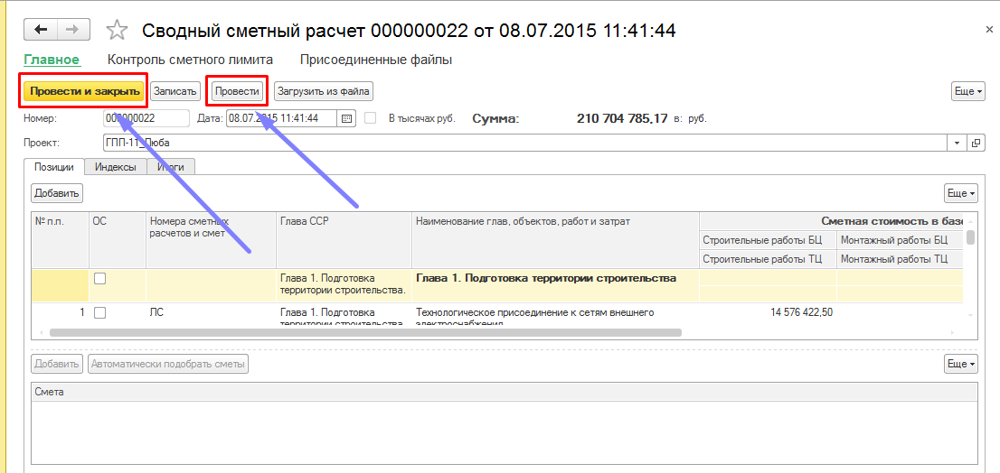 Сводный сметный расчет 000000022 от 08.07.2015 11:41:44
Главное Контроль сметного лимита Присоединенные файлы
Провести и закрыть Записать Провести Загрузить из файла Еще
Номер: 000000022 Дата: 08.07.2015 11:41:44 В тысячах руб. Сумма: 210 704 785,17 в: руб.
Проект: ГПП-11_Люба
Позиции Индексы Итоги
Добавить Еще
№ п.п. ОС Номера сметных Глава ССР Наименование глав, объектов, работ и затрат Сметная стоимость в базо
расчетов и смет Строительные работы БЦ Монтажный работы БЦ
Строительные работы ТЦ Монтажный работы ТЦ
Глава 1. Подготовка Глава 1. Подготовка территории строительства
территории строительства.
1 ЛС Глава 1. Подготовка Технологическое присоединение к сетям внешнего 14 576 422,50
территории строительства. электроснабжения
Добавить Автоматически подобрать сметы Еще
Смета